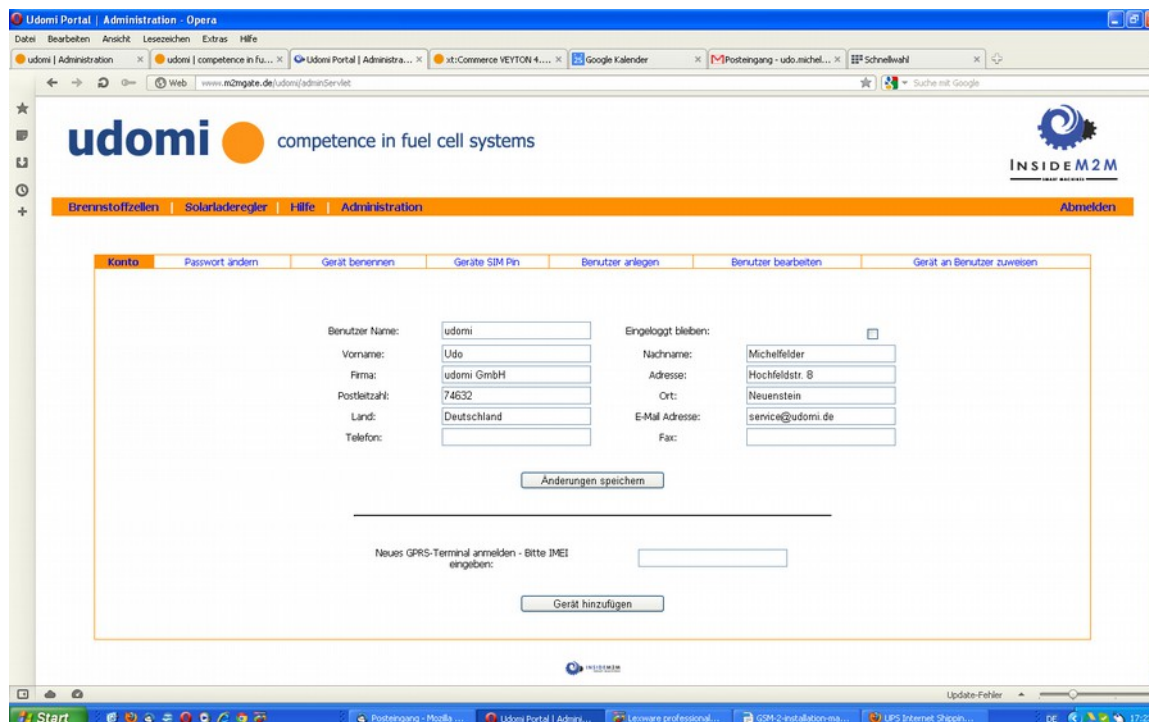 Udomi Portal | Administration - Opera
Datei Bearbeiten Ansicht Lesezeichen Extras Hilfe
udomi | Administration udomi | competence in fu... Udomi Portal | Administra... xt:Commerce VEYTON 4.... Google Kalender Posteingang - udo.michel... Schnellwahl
Web www.m2mgate.de/udomi/adminServlet Suche mit Google
udomi competence in fuel cell systems
INSIDEM2M
SMART MACHINES
Brennstoffzellen | Solarladeregler | Hilfe | Administration Abmelden
Konto Passwort ändern Gerät benennen Geräte SIM Pin Benutzer anlegen Benutzer bearbeiten Gerät an Benutzer zuweisen
Benutzer Name: udomi Eingeloggt bleiben:
Vorname: Udo Nachname: Michelfelder
Firma: udomi GmbH Adresse: Hochfeldstr. 8
Postleitzahl: 74632 Ort: Neuenstein
Land: Deutschland E-Mail Adresse: service@udomi.de
Telefon: Fax:
Änderungen speichern
Neues GPRS-Terminal anmelden - Bitte IMEI
eingeben:
Gerät hinzufügen
INSIDEM2M
Update-Fehler
Start Posteingang - Mozilla ... Udomi Portal | Admini... Lexware professional... GSM-2-installation-ma... UPS Internet Shippin... DE